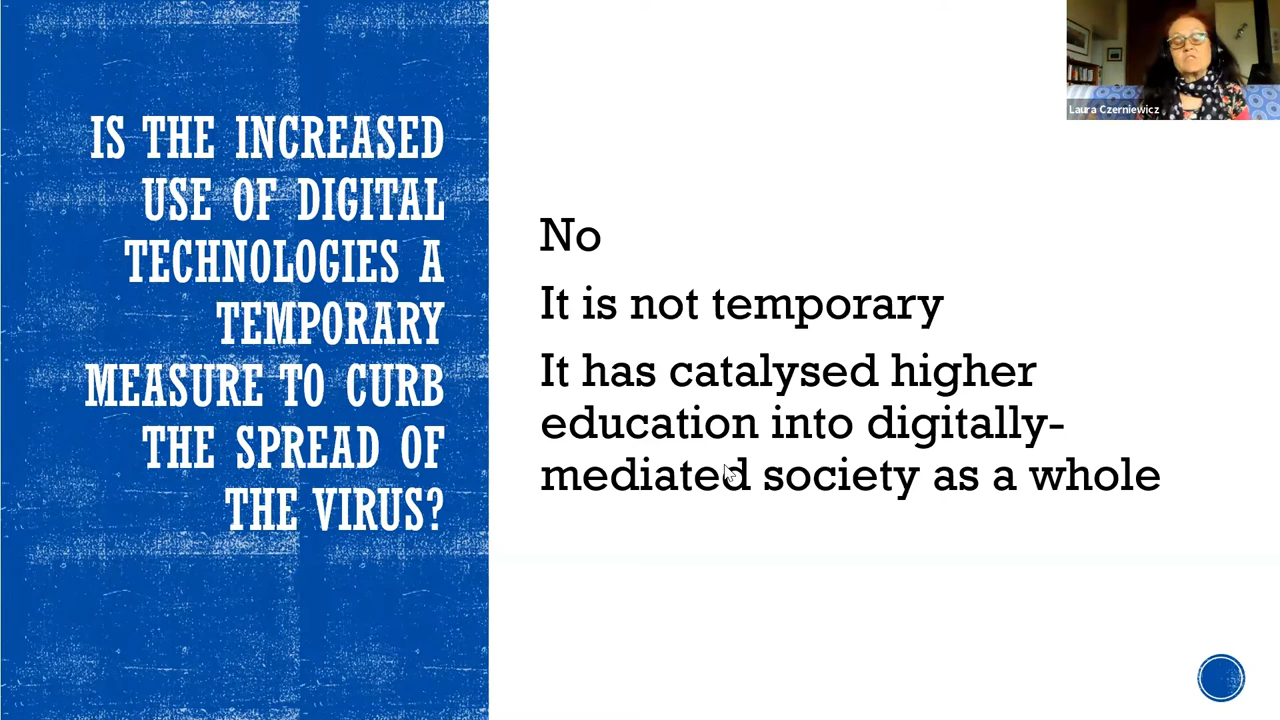 IS THE INCREASED
USE OF DIGITAL
TECHNOLOGIES A
TEMPORARY
MEASURE TO CURB
THE SPREAD OF
THE VIRUS?
No
It is not temporary
It has catalysed higher
education into digitally-
mediated society as a whole
Laura Czerniewicz